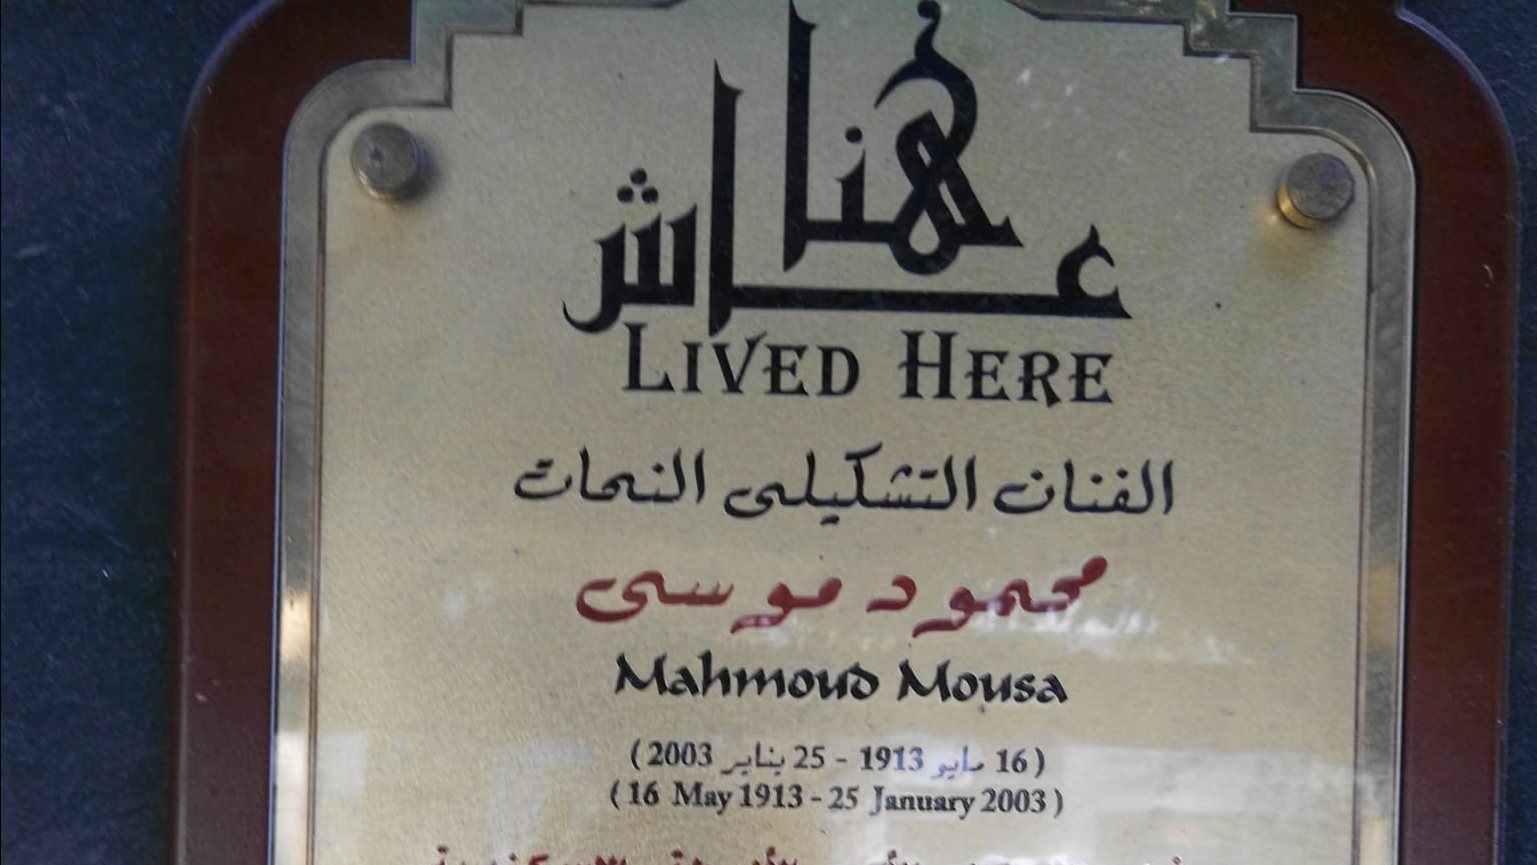 هنا
عاش
LIVED HERE
الفنان التشكيلى النحات
محمود موسى
Mahmoud Mousa
( 16 مايو 1913 - 25 يناير 2003 )
( 16 May 1913 - 25 January 2003 )